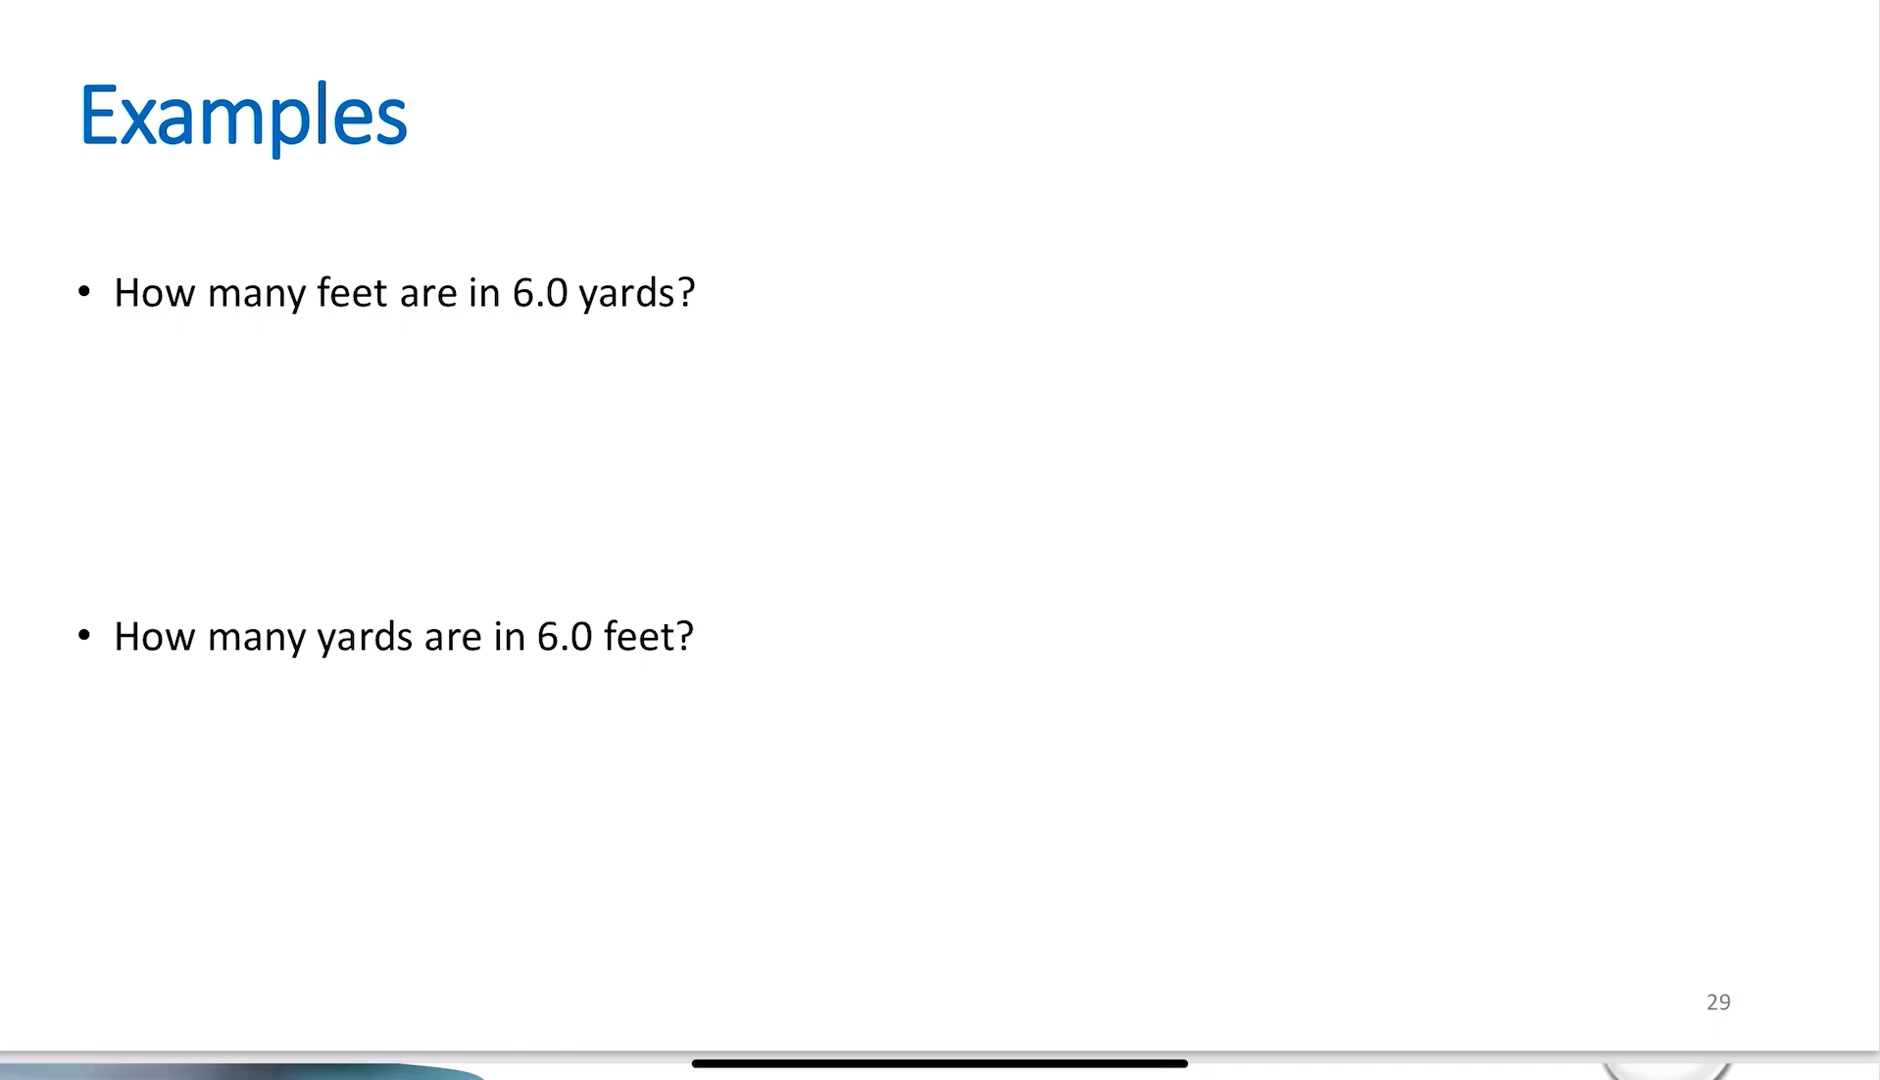 Examples
• How many feet are in 6.0 yards?
• How many yards are in 6.0 feet?
29